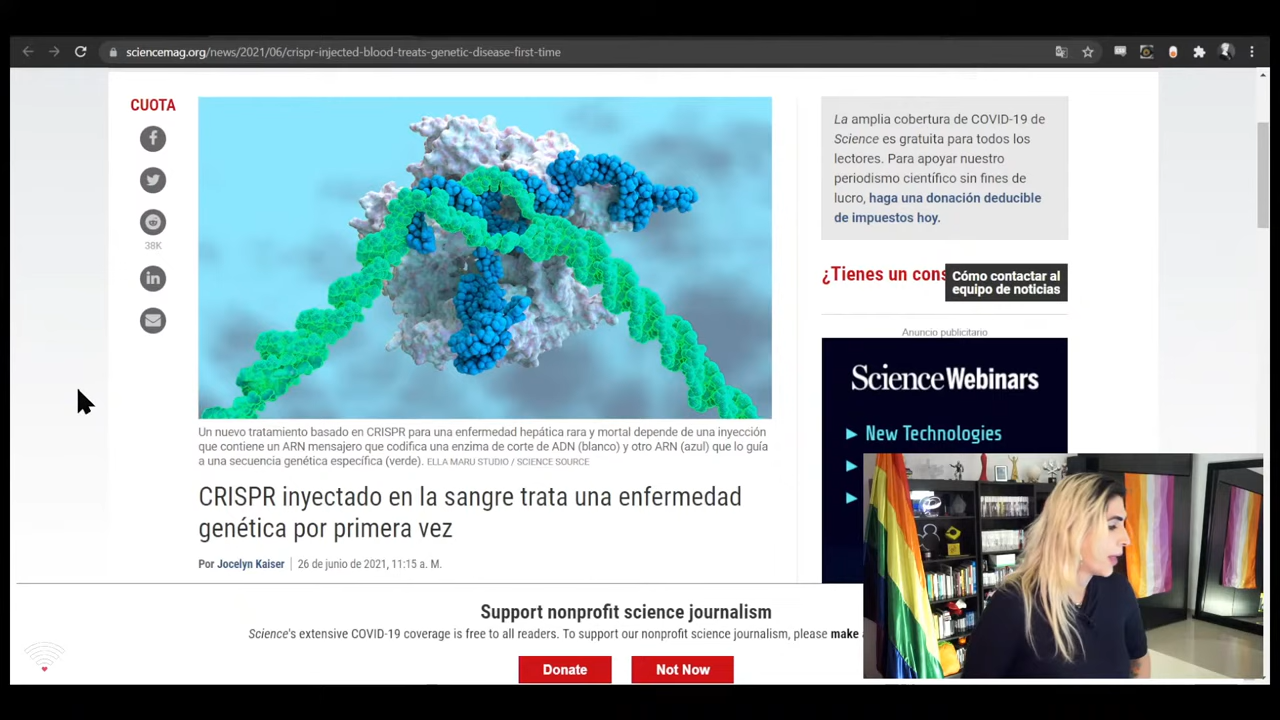 sciencemag.org/news/2021/06/crispr-injected-blood-treats-genetic-disease-first-time
CUOTA
38K
Un nuevo tratamiento basado en CRISPR para una enfermedad hepática rara y mortal depende de una inyección
que contiene un ARN mensajero que codifica una enzima de corte de ADN (blanco) y otro ARN (azul) que lo guía
a una secuencia genética específica (verde). ELLA MARU STUDIO / SCIENCE SOURCE
CRISPR inyectado en la sangre trata una enfermedad
genética por primera vez
Por Jocelyn Kaiser | 26 de junio de 2021, 11:15 a. M.
La amplia cobertura de COVID-19 de
Science es gratuita para todos los
lectores. Para apoyar nuestro
periodismo científico sin fines de
lucro, haga una donación deducible
de impuestos hoy.
¿Tienes un cons
Cómo contactar al
equipo de noticias
Anuncio publicitario
Science Webinars
► New Technologies
Support nonprofit science journalism
Science's extensive COVID-19 coverage is free to all readers. To support our nonprofit science journalism, please make
Donate
Not Now